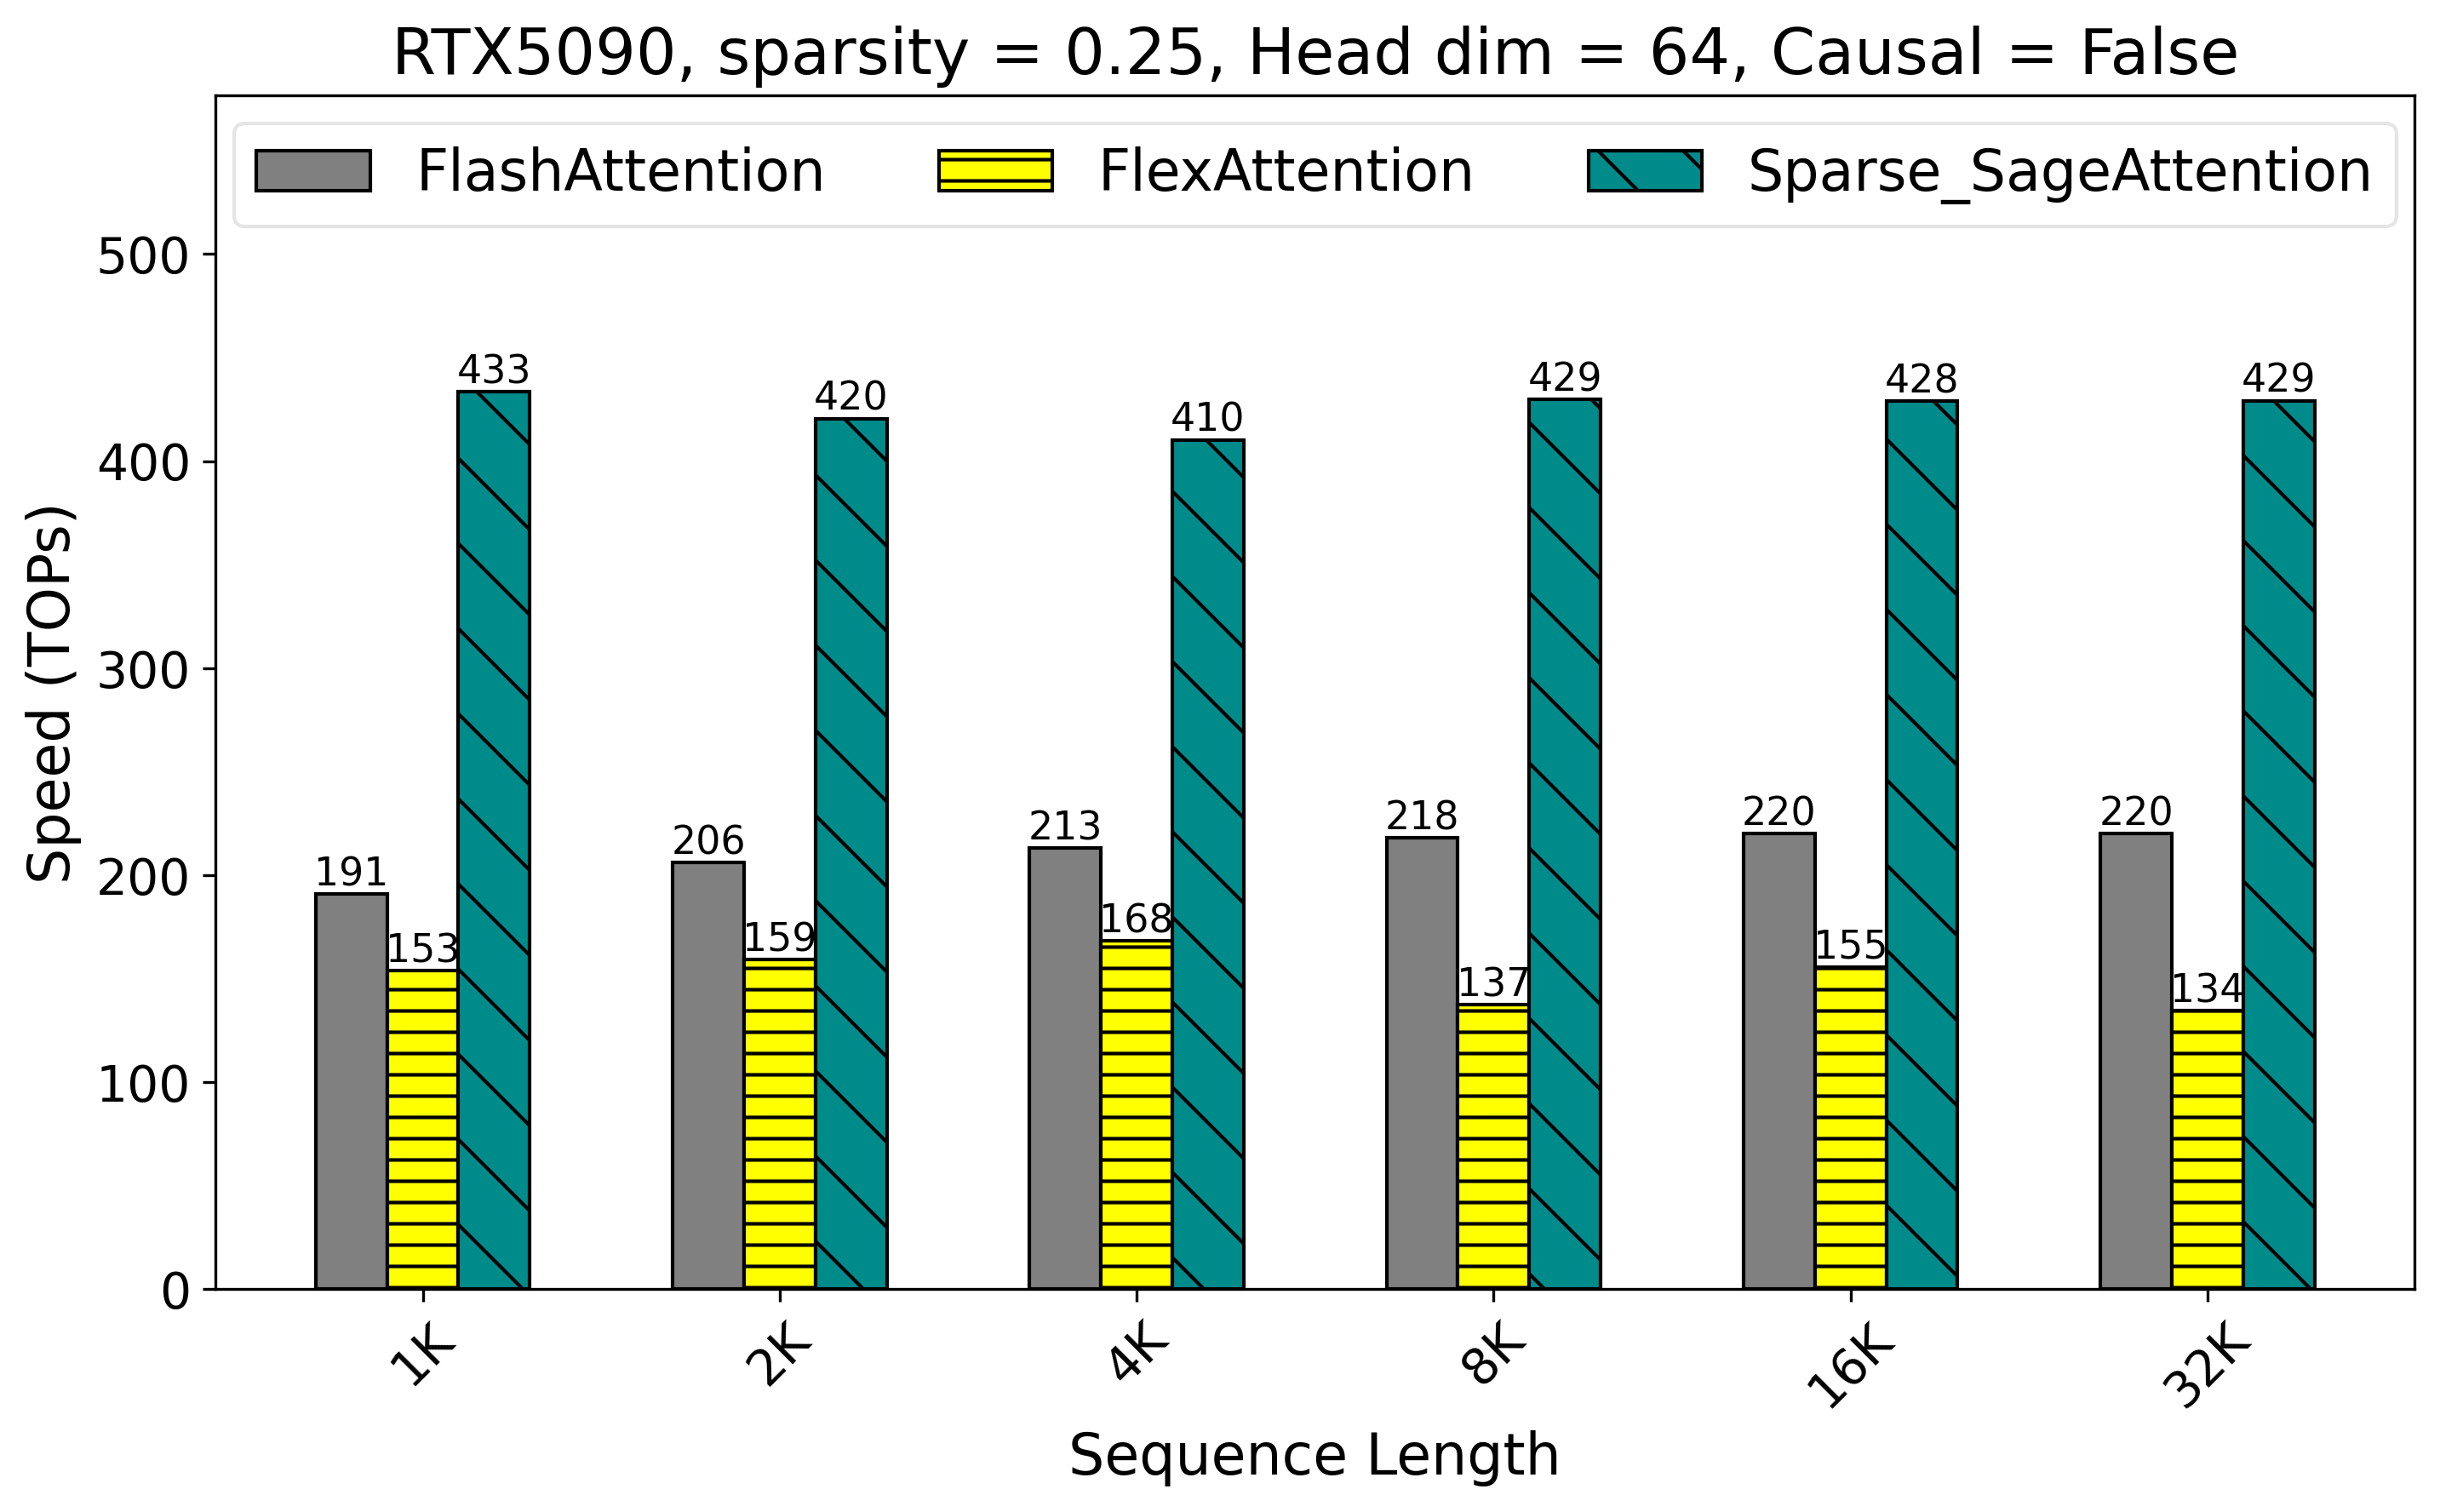 RTX5090, sparsity = 0.25, Head dim = 64, Causal = False
FlashAttention FlexAttention Sparse_SageAttention
Speed (TOPs)
500
400
300
200
100
0
191 153 433
206 159 420
213 168 410
218 137 429
220 155 428
220 134 429
1K 2K 4K 8K 16K 32K
Sequence Length